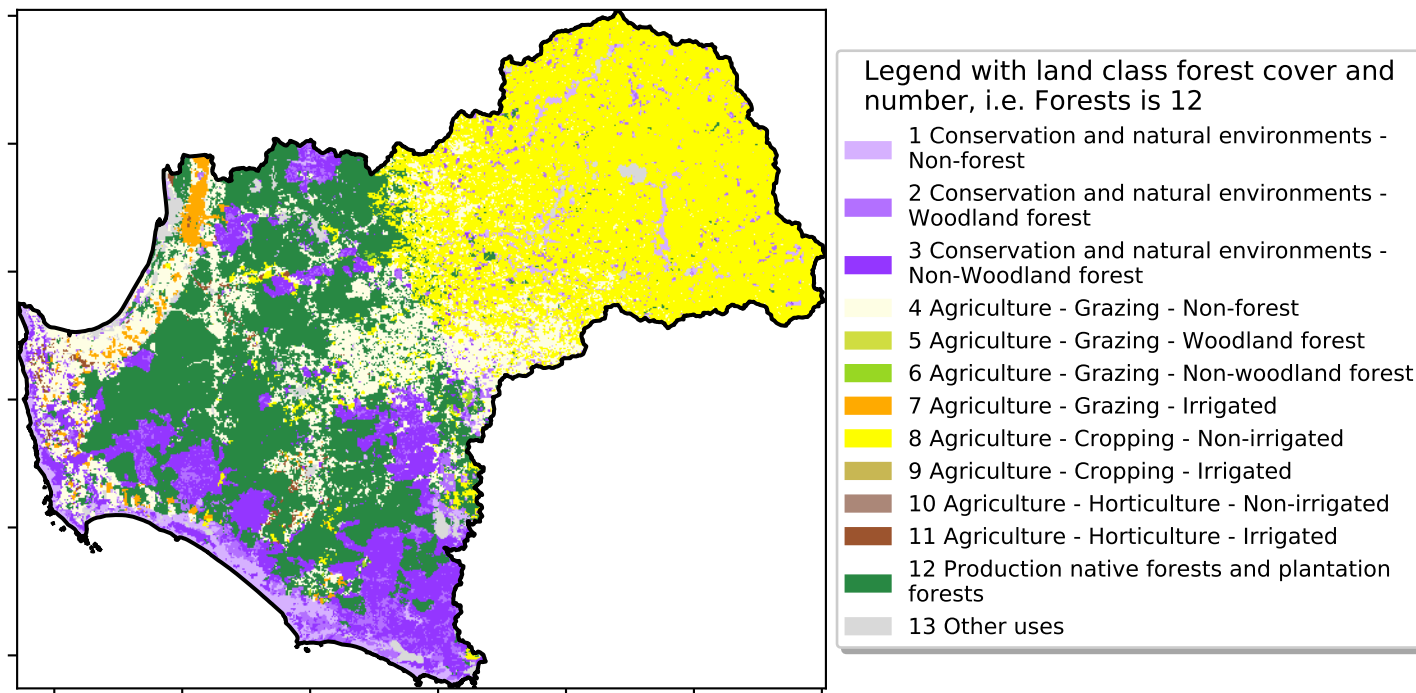 Legend with land class forest cover and
number, i.e. Forests is 12
1 Conservation and natural environments -
Non-forest
2 Conservation and natural environments -
Woodland forest
3 Conservation and natural environments -
Non-Woodland forest
4 Agriculture - Grazing - Non-forest
5 Agriculture - Grazing - Woodland forest
6 Agriculture - Grazing - Non-woodland forest
7 Agriculture - Grazing - Irrigated
8 Agriculture - Cropping - Non-irrigated
9 Agriculture - Cropping - Irrigated
10 Agriculture - Horticulture - Non-irrigated
11 Agriculture - Horticulture - Irrigated
12 Production native forests and plantation
forests
13 Other uses